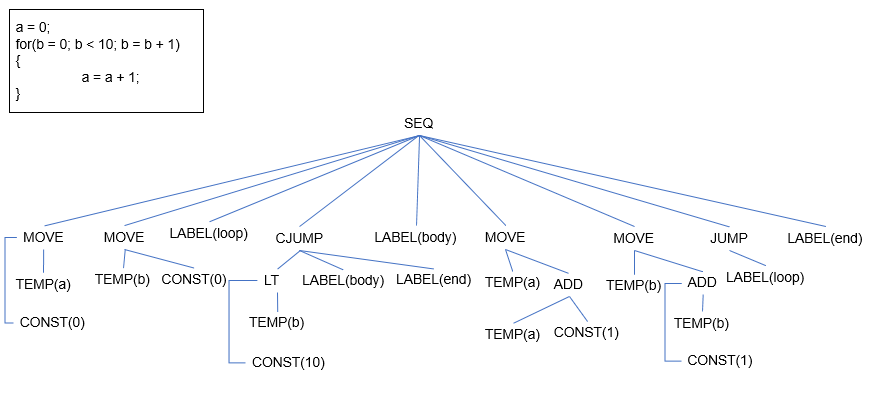 a = 0;
for(b = 0; b < 10; b = b + 1)
{
a = a + 1;
}
SEQ
MOVE MOVE LABEL(loop) CJUMP LABEL(body) MOVE MOVE JUMP LABEL(end)
TEMP(a) TEMP(b) CONST(0) LT LABEL(body) LABEL(end) TEMP(a) ADD TEMP(b) ADD LABEL(loop)
CONST(0) TEMP(b) TEMP(a) CONST(1) TEMP(b)
CONST(10) CONST(1)